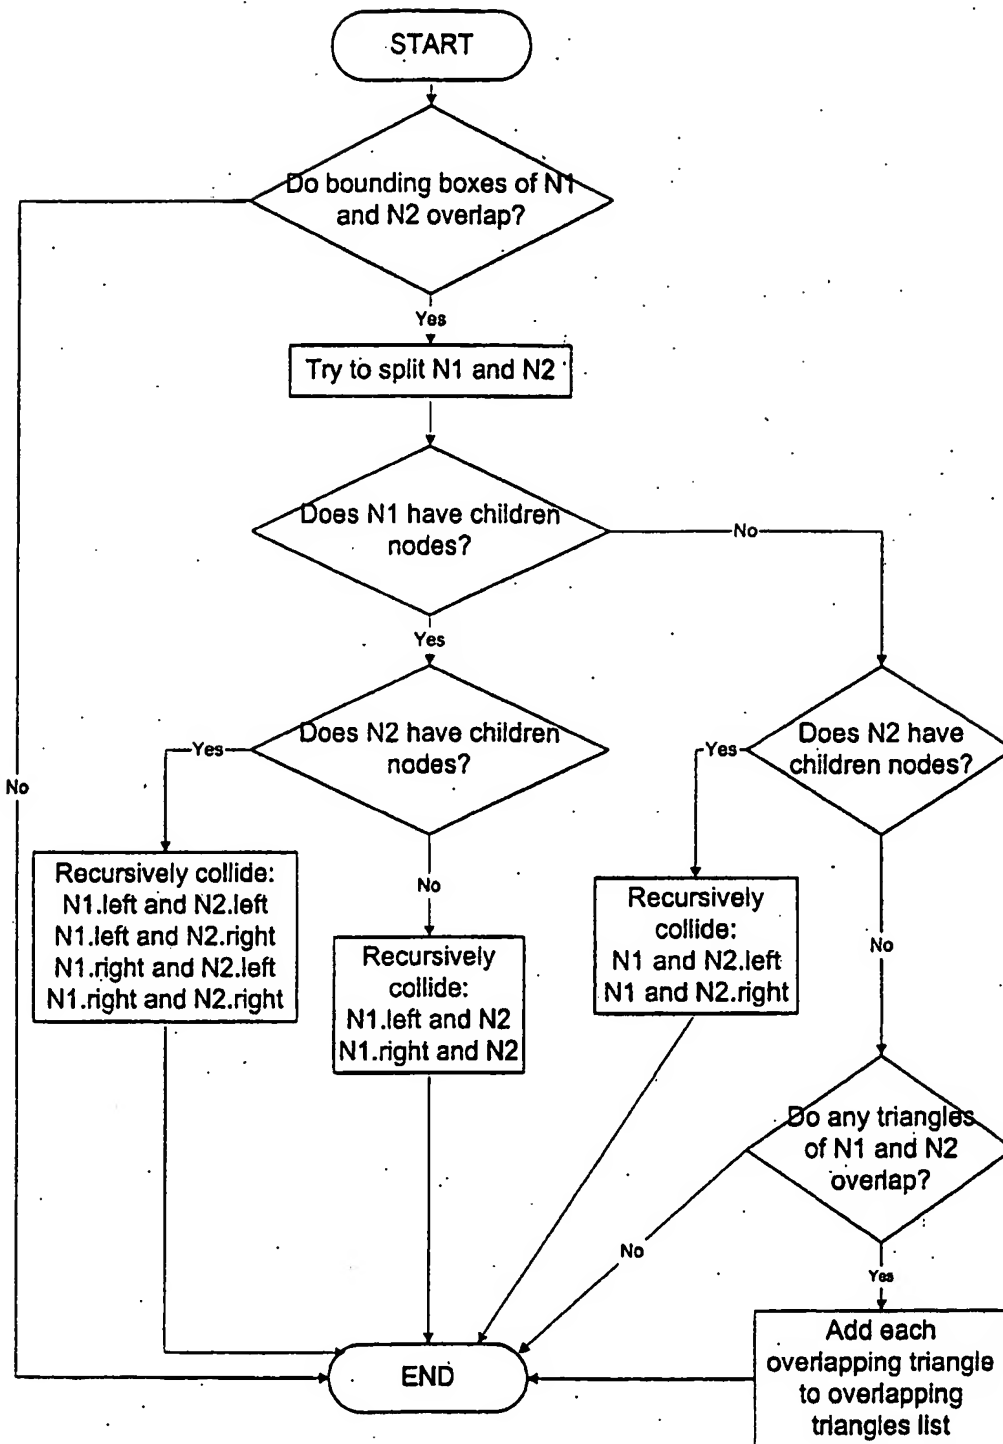 START
Do bounding boxes of N1
and N2 overlap?
Yes
Try to split N1 and N2
Does N1 have children
nodes?
No
Yes
Does N2 have children
nodes?
Yes
Does N2 have
children nodes?
Yes
No
Recursively collide:
N1.left and N2.left
N1.left and N2.right
N1.right and N2.left
N1.right and N2.right
No
Recursively
collide:
N1.left and N2
N1.right and N2
Recursively
collide:
N1 and N2.left
N1 and N2.right
No
Do any triangles
of N1 and N2
overlap?
No
Yes
Add each
overlapping triangle
to overlapping
triangles list
END